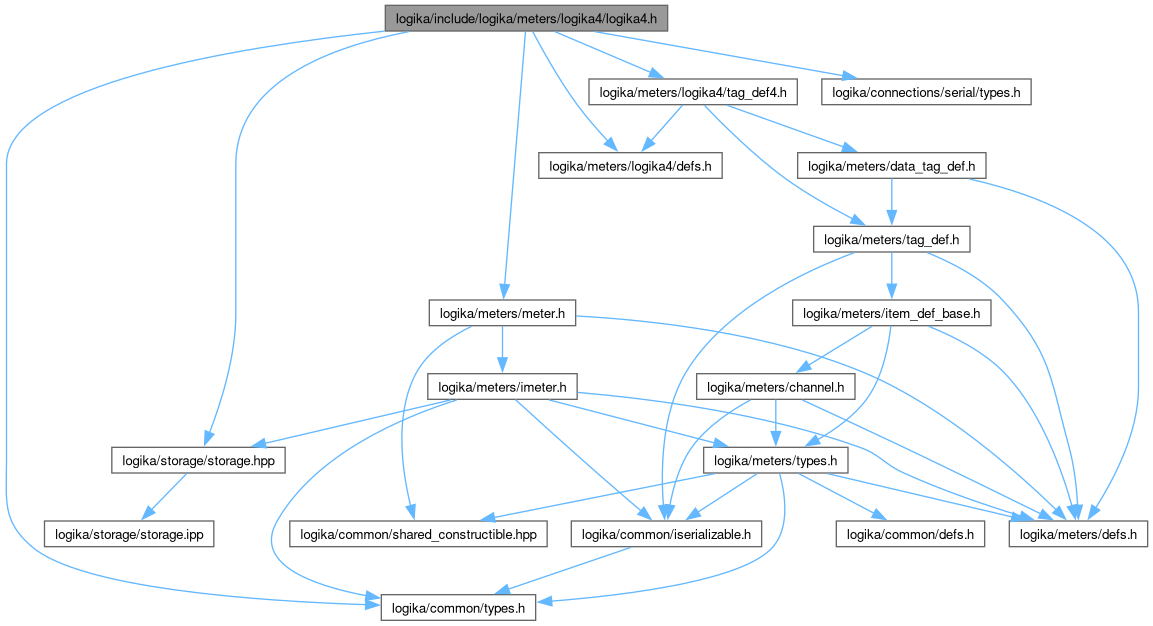 logika/include/logika/meters/logika4/logika4.h
logika/meters/logika4/tag_def4.h
logika/connections/serial/types.h
logika/meters/logika4/defs.h
logika/meters/data_tag_def.h
logika/meters/tag_def.h
logika/meters/meter.h
logika/meters/item_def_base.h
logika/meters/imeter.h
logika/meters/channel.h
logika/storage/storage.hpp
logika/meters/types.h
logika/storage/storage.ipp
logika/common/shared_constructible.hpp
logika/common/iserializable.h
logika/common/defs.h
logika/meters/defs.h
logika/common/types.h